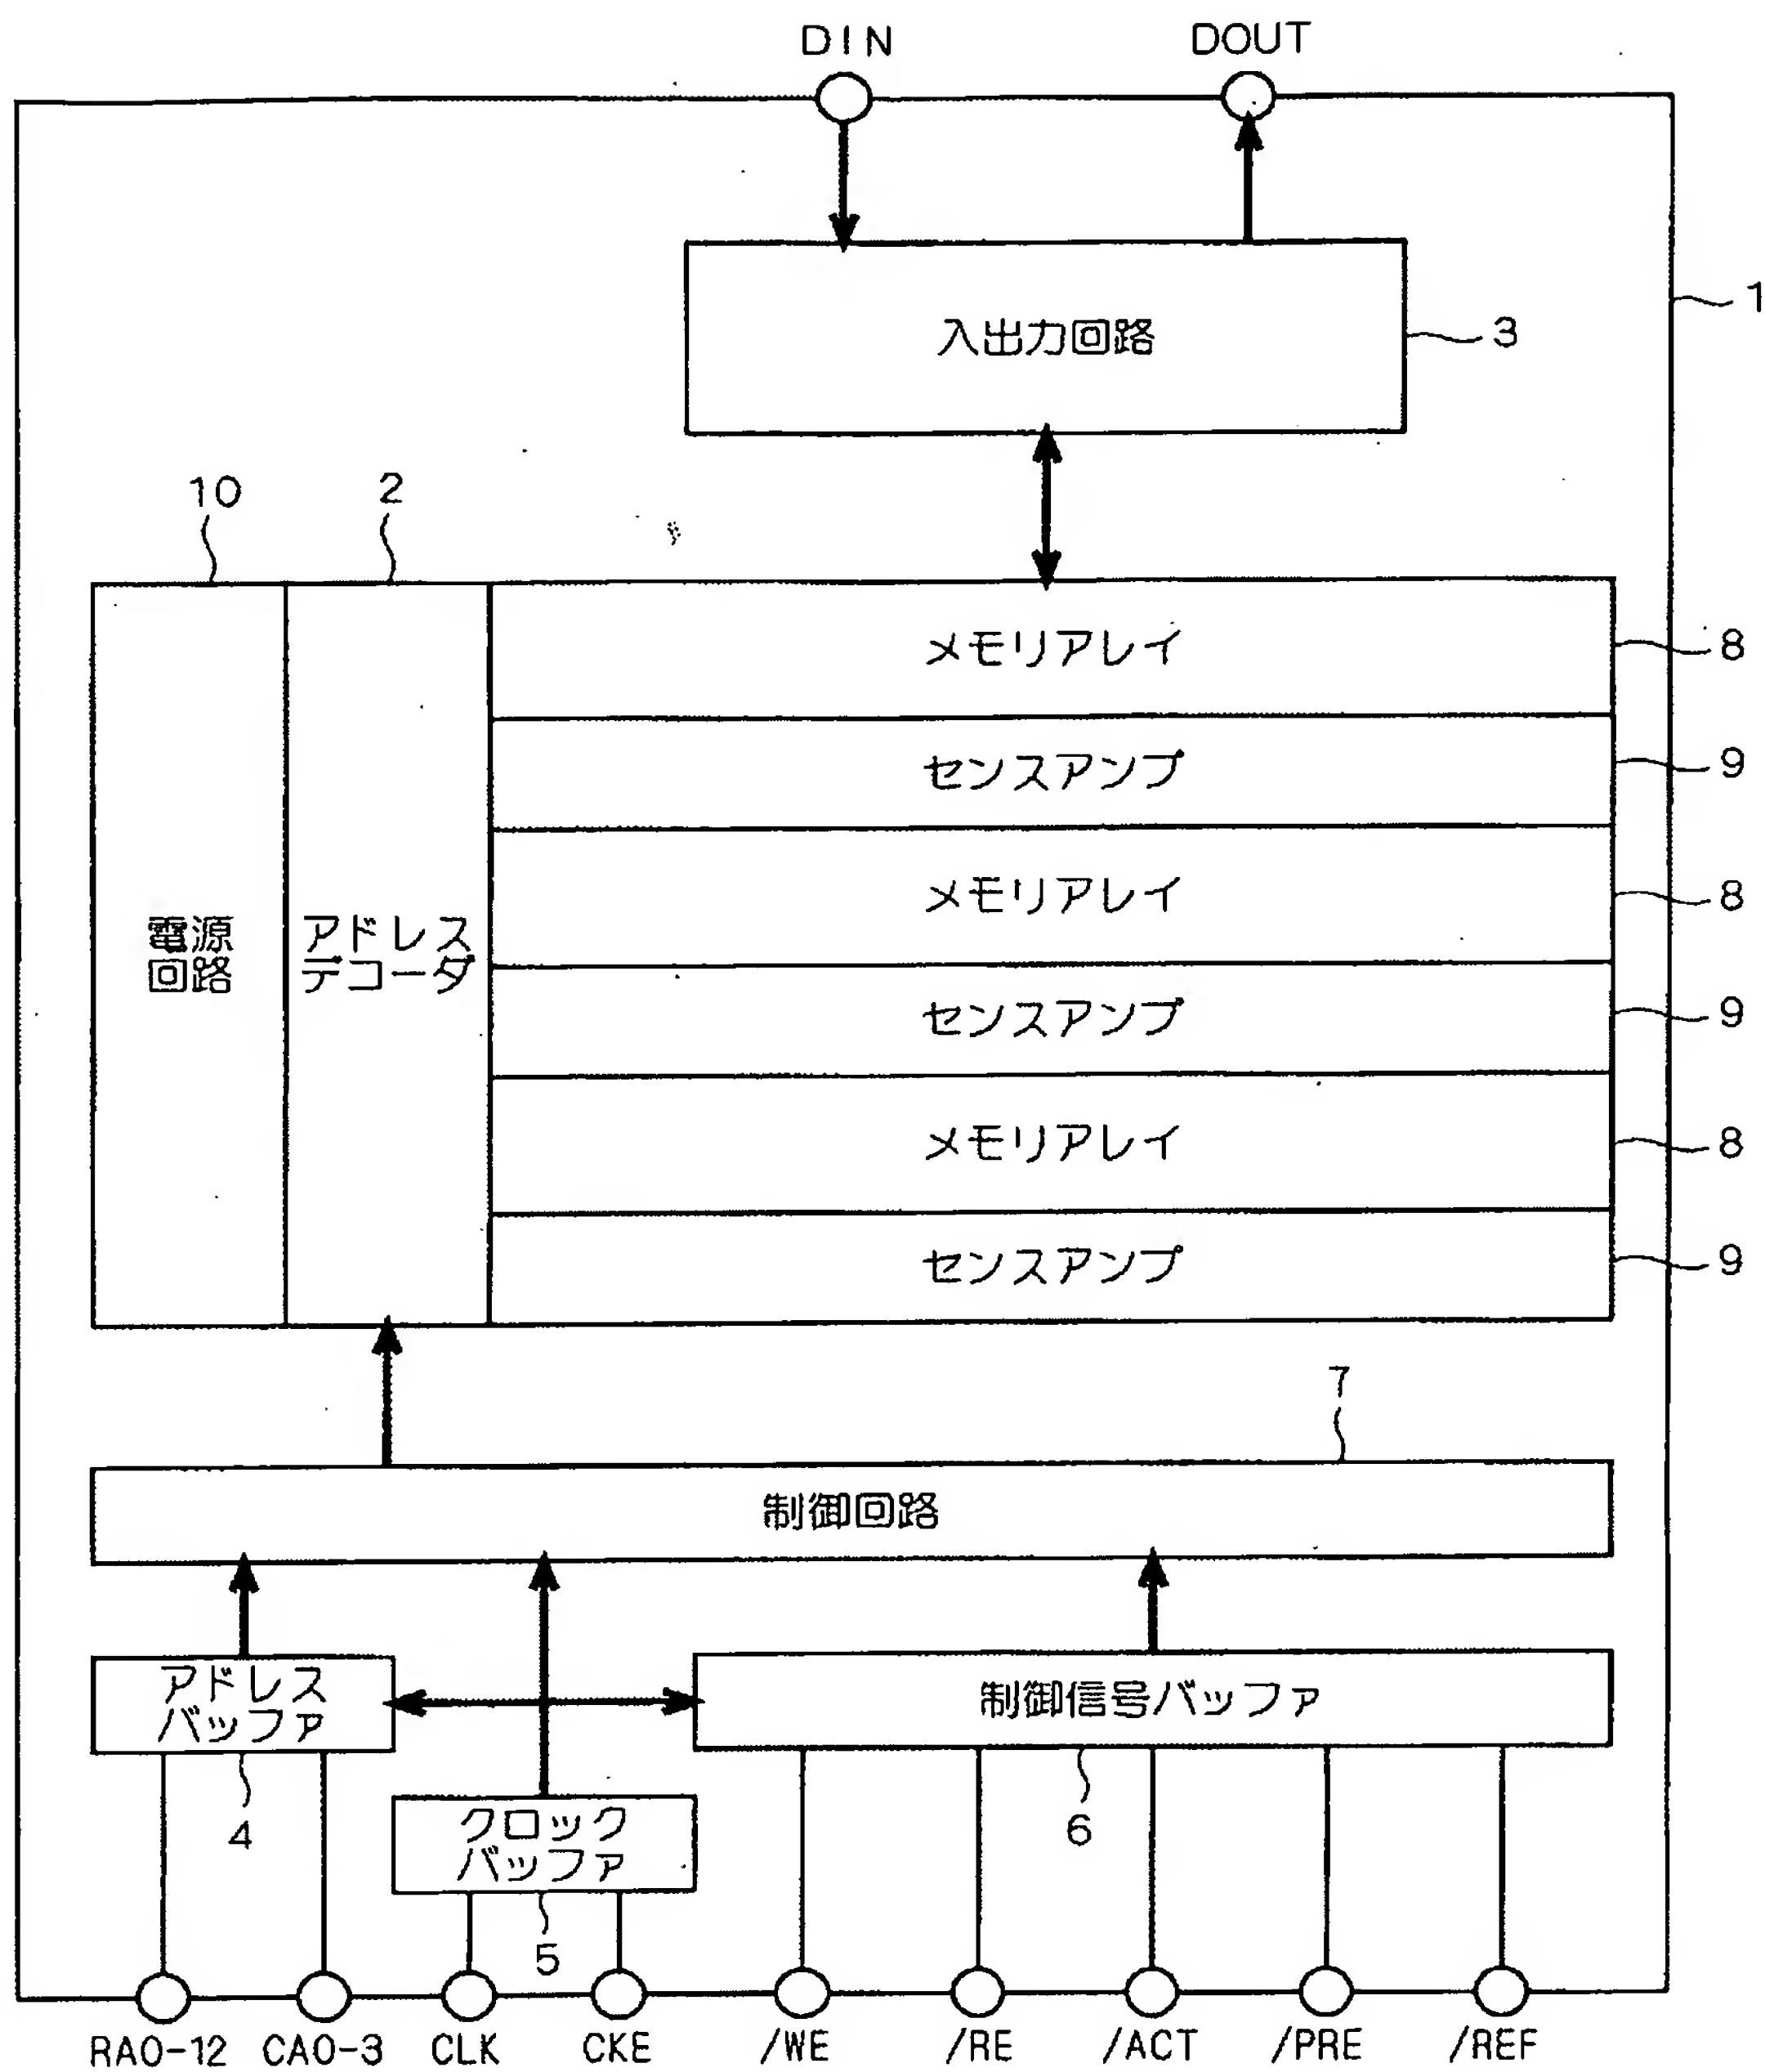 DIN DOUT
1
入出力回路 3
10 2
メモリアレイ 8
センスアンプ 9
メモリアレイ 8
電源
回路
アドレス
デコーダ
センスアンプ 9
メモリアレイ 8
センスアンプ 9
7
制御回路
アドレス
バッファ
制御信号バッファ
4
クロック
バッファ
6
5
RA0-12 CA0-3 CLK CKE /WE /RE /ACT /PRE /REF